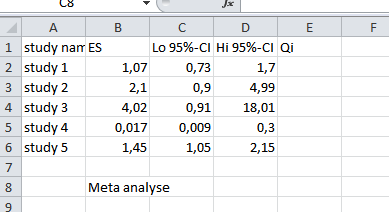 C8 fx
A B C D E F
1 study nam ES Lo 95%-CI Hi 95%-CI Qi
2 study 1 1,07 0,73 1,7
3 study 2 2,1 0,9 4,99
4 study 3 4,02 0,91 18,01
5 study 4 0,017 0,009 0,3
6 study 5 1,45 1,05 2,15
7
8 Meta analyse
9